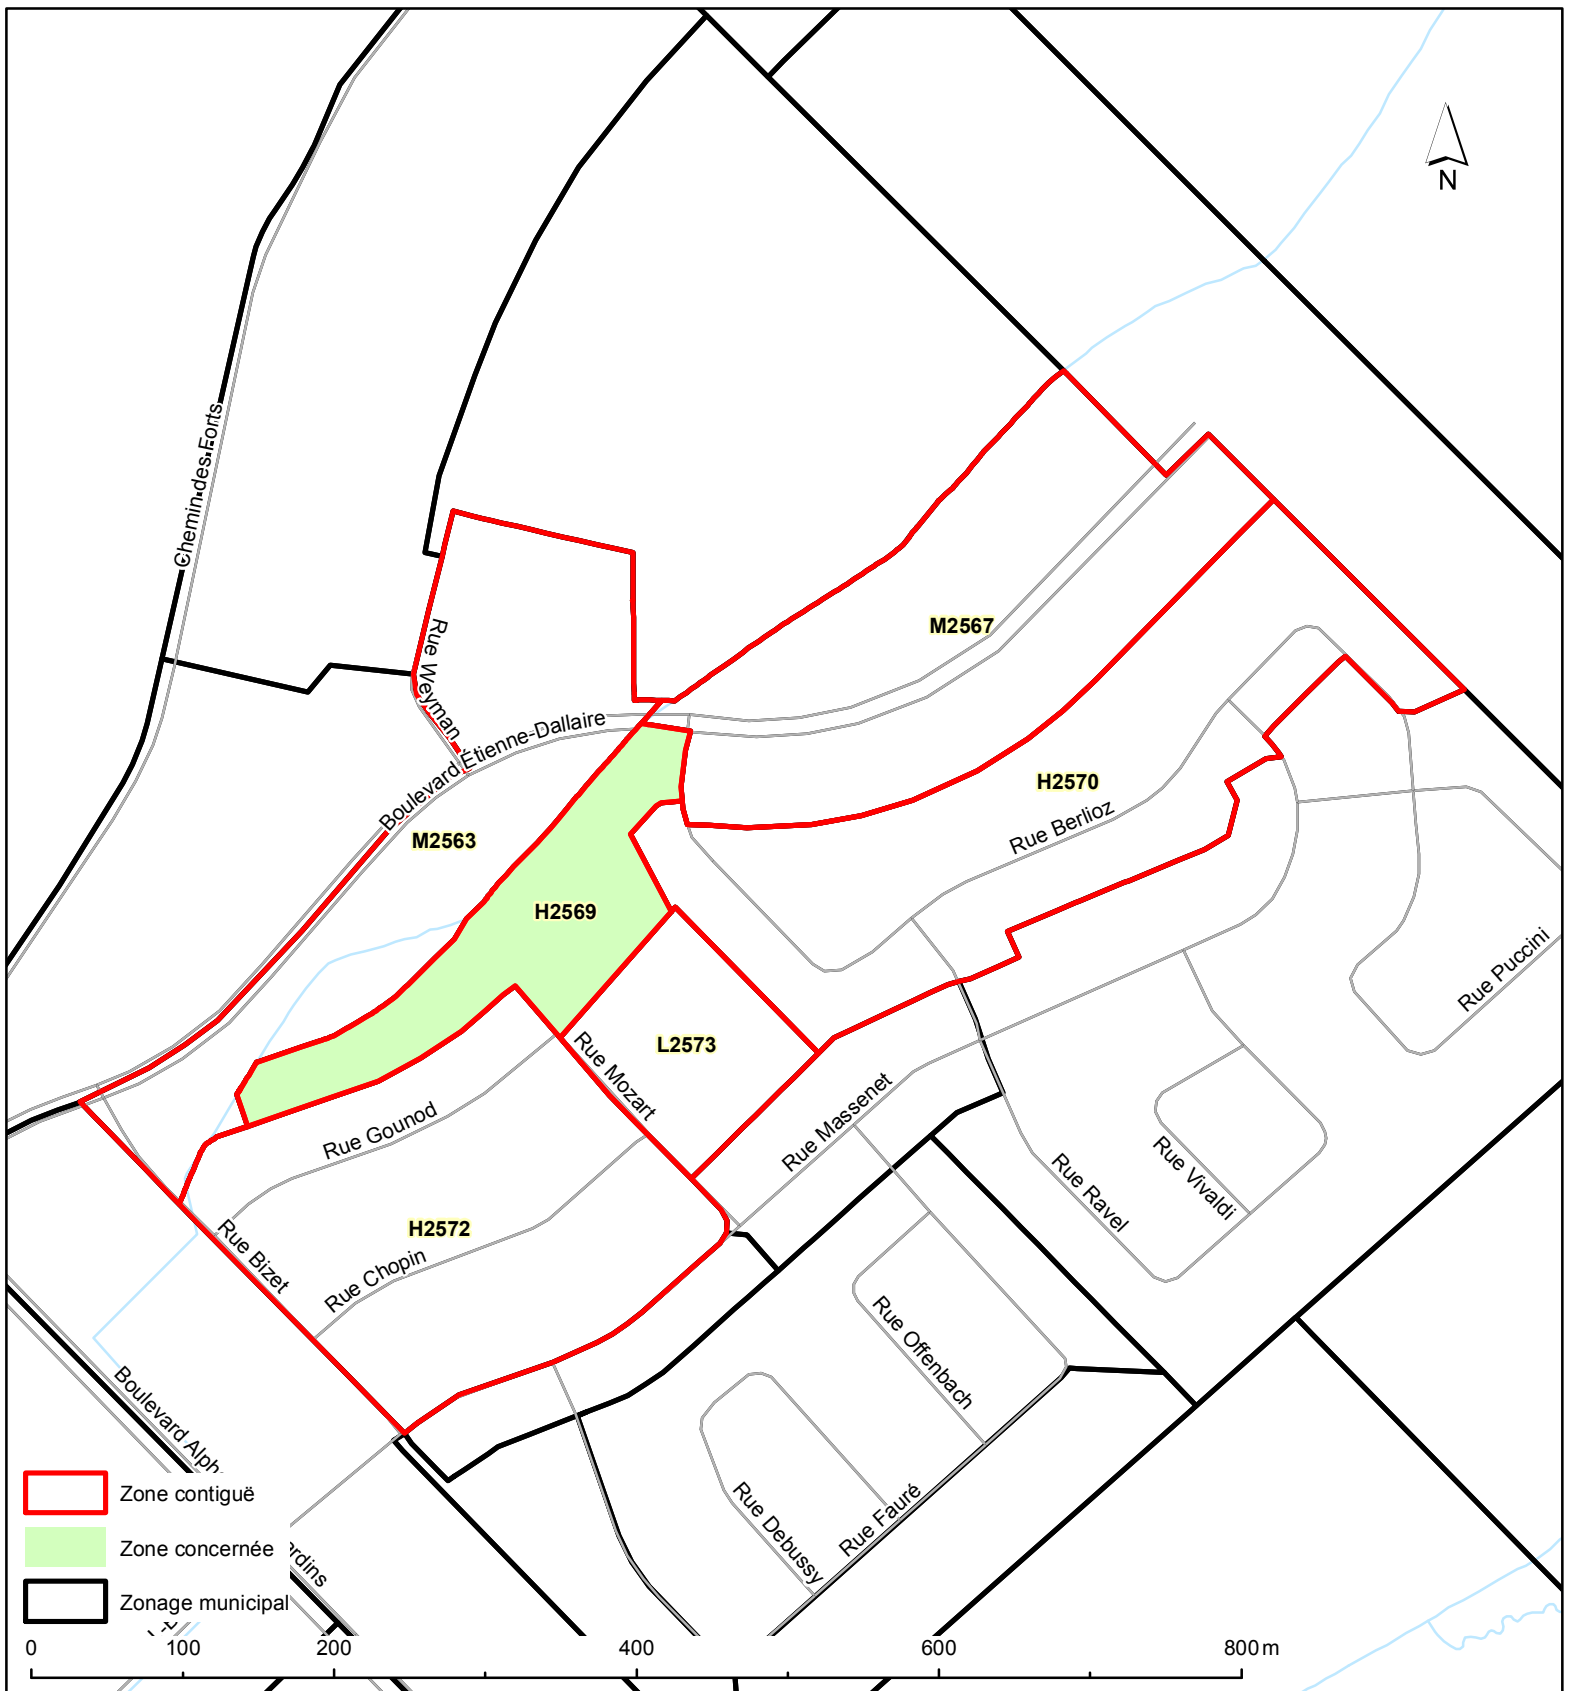 N
Chemin des Forts
Rue Weyman
Boulevard Étienne-Dallaire
M2567
M2563
H2570
Rue Berlioz
H2569
Rue Puccini
L2573
Rue Mozart
Rue Massenet
Rue Gounod
Rue Vivaldi
Rue Ravel
H2572
Rue Bizet
Rue Chopin
Rue Offenbach
Boulevard Alph
rdins
Rue Debussy
Rue Fauré
Zone contiguë
Zone concernée
Zonage municipal
0 100 200 400 600 800 m